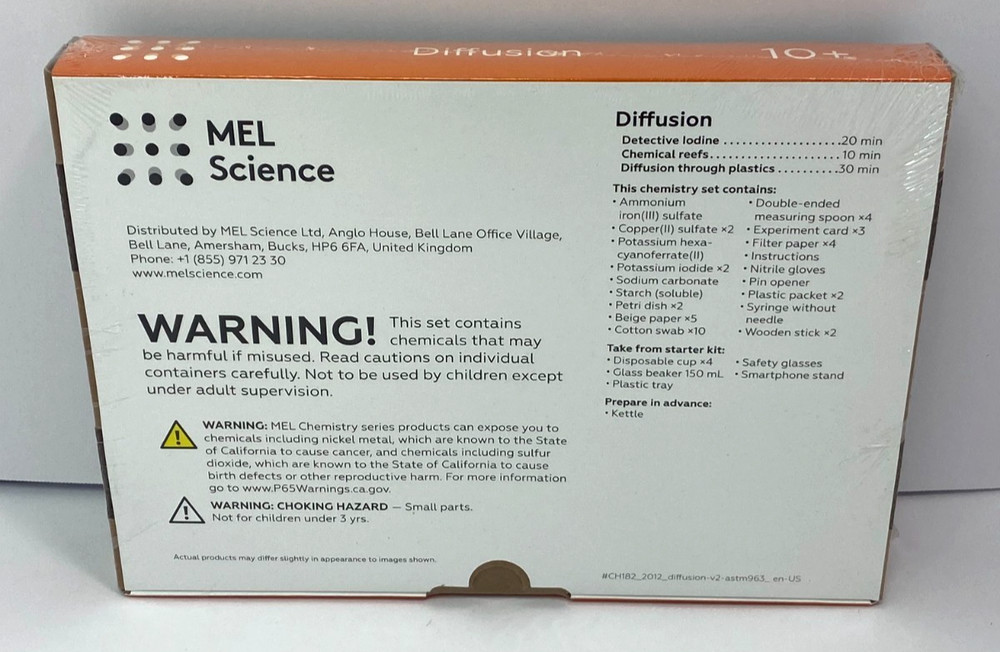 Diffusion
10+
MEL
Science
Distributed by MEL Science Ltd, Anglo House, Bell Lane Office Village,
Bell Lane, Amersham, Bucks, HP6 6FA, United Kingdom
Phone: +1 (855) 971 23 30
www.melscience.com
WARNING! This set contains
chemicals that may
be harmful if misused. Read cautions on individual
containers carefully. Not to be used by children except
under adult supervision.
WARNING: MEL Chemistry series products can expose you to
chemicals including nickel metal, which are known to the State
of California to cause cancer, and chemicals including sulfur
dioxide, which are known to the State of California to cause
birth defects or other reproductive harm. For more information
go to www.P65Warnings.ca.gov.
WARNING: CHOKING HAZARD — Small parts.
Not for children under 3 yrs.
Actual products may differ slightly in appearance to images shown.
Diffusion
Detective Iodine ...................20 min
Chemical reefs......................10 min
Diffusion through plastics ..........30 min
This chemistry set contains:
• Ammonium
iron(III) sulfate
• Copper(II) sulfate ×2
• Potassium hexa-
cyanoferrate(II)
• Potassium iodide ×2
• Sodium carbonate
• Starch (soluble)
• Petri dish ×2
• Beige paper ×5
• Cotton swab ×10
• Double-ended
measuring spoon ×4
• Experiment card ×3
• Filter paper ×4
• Instructions
• Nitrile gloves
• Pin opener
• Plastic packet ×2
• Syringe without
needle
• Wooden stick ×2
Take from starter kit:
• Disposable cup ×4
• Glass beaker 150 mL
• Plastic tray
• Safety glasses
• Smartphone stand
Prepare in advance:
• Kettle
#CH182_2012_diffusion-v2-astm963_ en-US